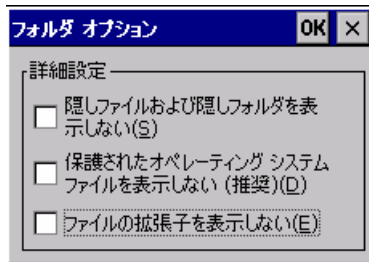 フォルダ オプション OK ×
詳細設定
隠しファイルおよび隠しフォルダを表
示しない(S)
保護されたオペレーティング システム
ファイルを表示しない (推奨)(D)
ファイルの拡張子を表示しない(E)